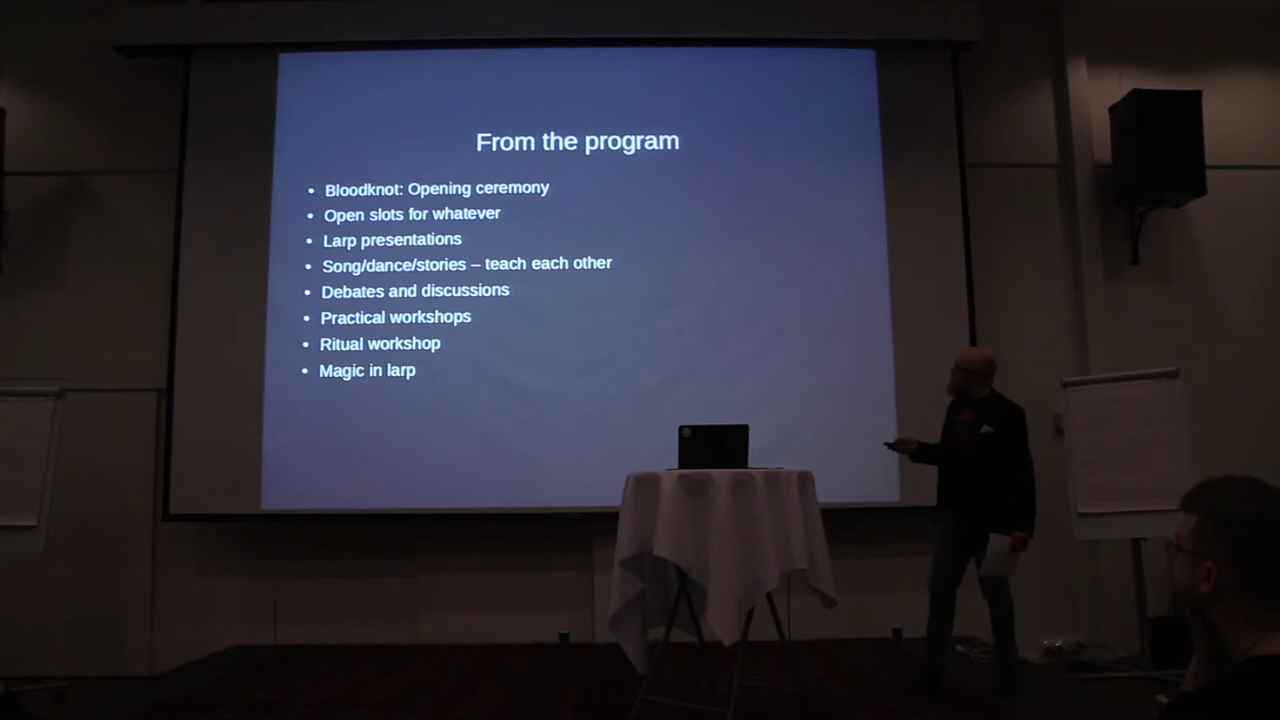 From the program
• Bloodknot: Opening ceremony
• Open slots for whatever
• Larp presentations
• Song/dance/stories – teach each other
• Debates and discussions
• Practical workshops
• Ritual workshop
• Magic in larp